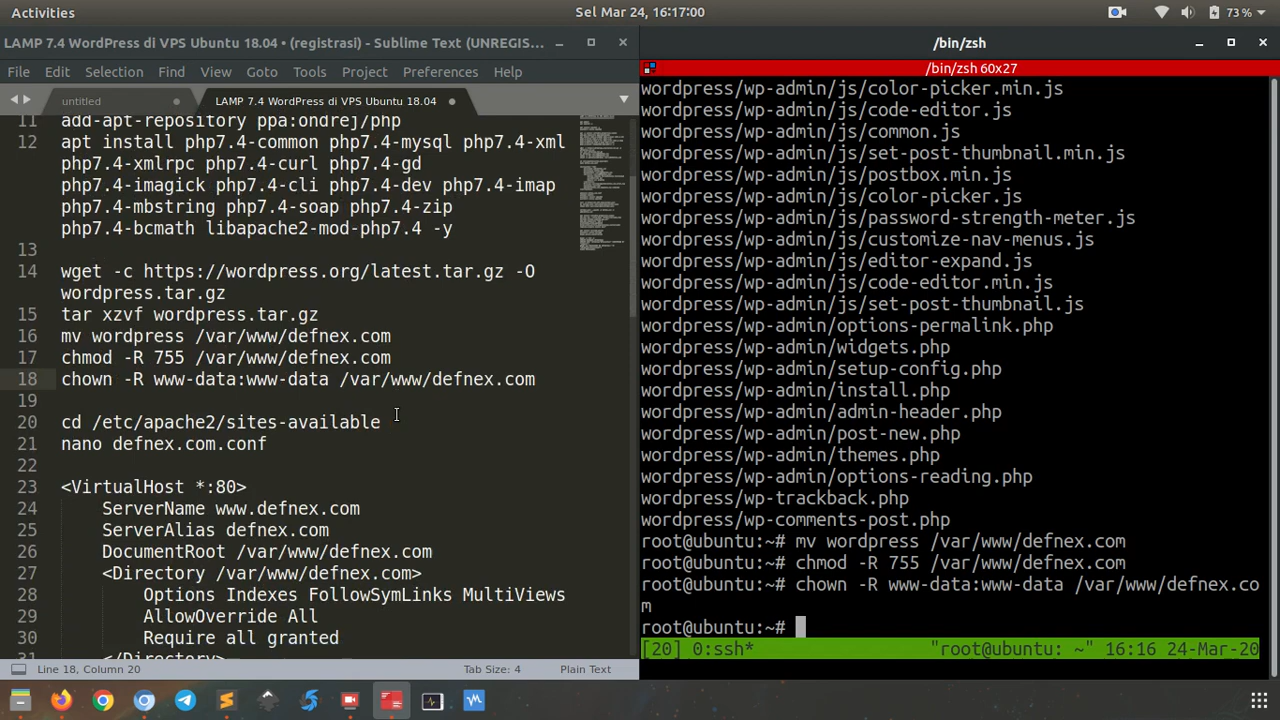 Activities
Sel Mar 24, 16:17:00
73 %
LAMP 7.4 WordPress di VPS Ubuntu 18.04 • (registrasi) - Sublime Text (UNREGIS...
File Edit Selection Find View Goto Tools Project Preferences Help
untitled
LAMP 7.4 WordPress di VPS Ubuntu 18.04
11 add-apt-repository ppa:ondrej/php
12 apt install php7.4-common php7.4-mysql php7.4-xml
php7.4-xmlrpc php7.4-curl php7.4-gd
php7.4-imagick php7.4-cli php7.4-dev php7.4-imap
php7.4-mbstring php7.4-soap php7.4-zip
php7.4-bcmath libapache2-mod-php7.4 -y
13
14 wget -c https://wordpress.org/latest.tar.gz -O
wordpress.tar.gz
15 tar xzvf wordpress.tar.gz
16 mv wordpress /var/www/defnex.com
17 chmod -R 755 /var/www/defnex.com
18 chown -R www-data:www-data /var/www/defnex.com
19
20 cd /etc/apache2/sites-available
21 nano defnex.com.conf
22
23 <VirtualHost *:80>
24 ServerName www.defnex.com
25 ServerAlias defnex.com
26 DocumentRoot /var/www/defnex.com
27 <Directory /var/www/defnex.com>
28 Options Indexes FollowSymLinks MultiViews
29 AllowOverride All
30 Require all granted
31 </Directory>
Line 18, Column 20
Tab Size: 4
Plain Text
/bin/zsh
/bin/zsh 60x27
wordpress/wp-admin/js/color-picker.min.js
wordpress/wp-admin/js/code-editor.js
wordpress/wp-admin/js/common.js
wordpress/wp-admin/js/set-post-thumbnail.min.js
wordpress/wp-admin/js/postbox.min.js
wordpress/wp-admin/js/color-picker.js
wordpress/wp-admin/js/password-strength-meter.js
wordpress/wp-admin/js/customize-nav-menus.js
wordpress/wp-admin/js/editor-expand.js
wordpress/wp-admin/js/code-editor.min.js
wordpress/wp-admin/js/set-post-thumbnail.js
wordpress/wp-admin/options-permalink.php
wordpress/wp-admin/widgets.php
wordpress/wp-admin/setup-config.php
wordpress/wp-admin/install.php
wordpress/wp-admin/admin-header.php
wordpress/wp-admin/post-new.php
wordpress/wp-admin/themes.php
wordpress/wp-admin/options-reading.php
wordpress/wp-trackback.php
wordpress/wp-comments-post.php
root@ubuntu:~# mv wordpress /var/www/defnex.com
root@ubuntu:~# chmod -R 755 /var/www/defnex.com
root@ubuntu:~# chown -R www-data:www-data /var/www/defnex.co
m
root@ubuntu:~#
[20] 0:ssh* "root@ubuntu: ~" 16:16 24-Mar-20